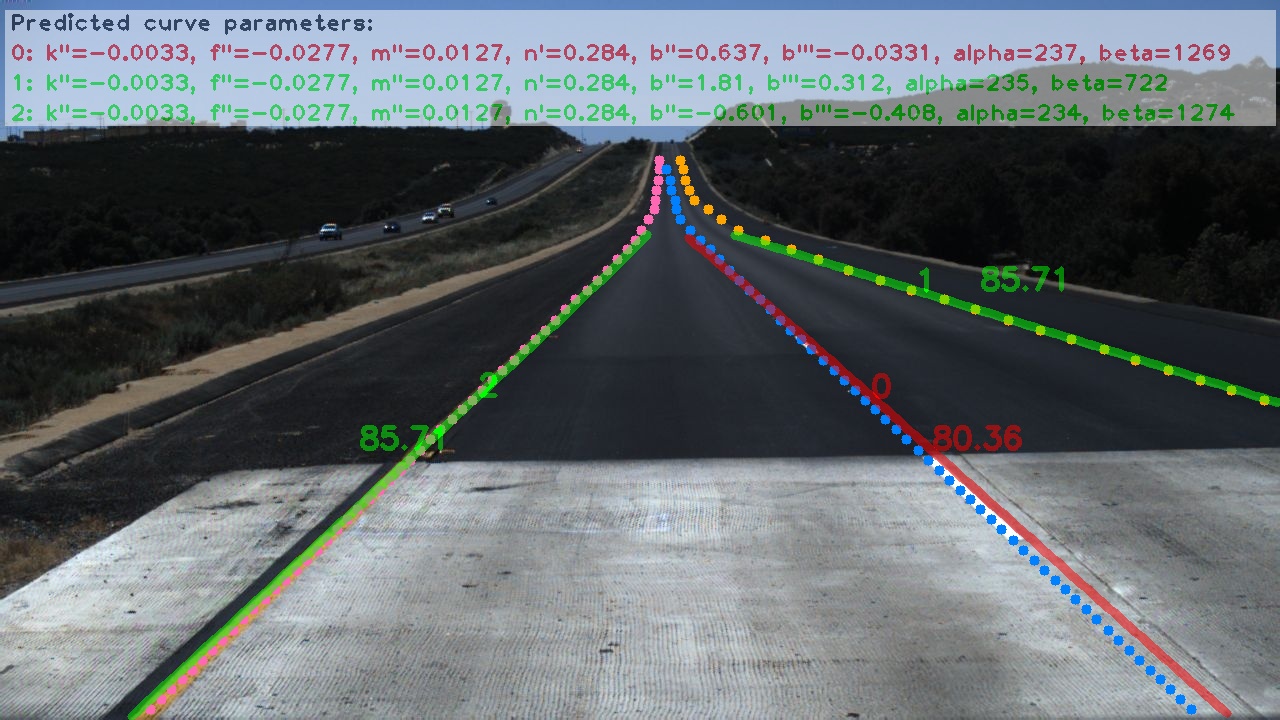 Predicted curve parameters:
0: k''=-0.0033, f''=-0.0277, m''=0.0127, n'=0.284, b''=0.637, b'''=-0.0331, alpha=237, beta=1269
1: k''=-0.0033, f''=-0.0277, m''=0.0127, n'=0.284, b''=1.81, b'''=0.312, alpha=235, beta=722
2: k''=-0.0033, f''=-0.0277, m''=0.0127, n'=0.284, b''=-0.601, b'''=-0.408, alpha=234, beta=1274
1 85.71
2 0
85.71 80.36